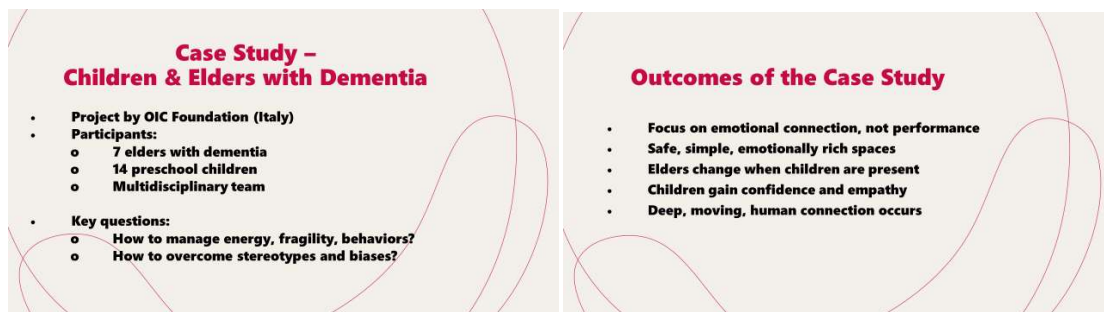 Case Study –
Children & Elders with Dementia
• Project by OIC Foundation (Italy)
• Participants:
o 7 elders with dementia
o 14 preschool children
o Multidisciplinary team
• Key questions:
o How to manage energy, fragility, behaviors?
o How to overcome stereotypes and biases?
Outcomes of the Case Study
• Focus on emotional connection, not performance
• Safe, simple, emotionally rich spaces
• Elders change when children are present
• Children gain confidence and empathy
• Deep, moving, human connection occurs